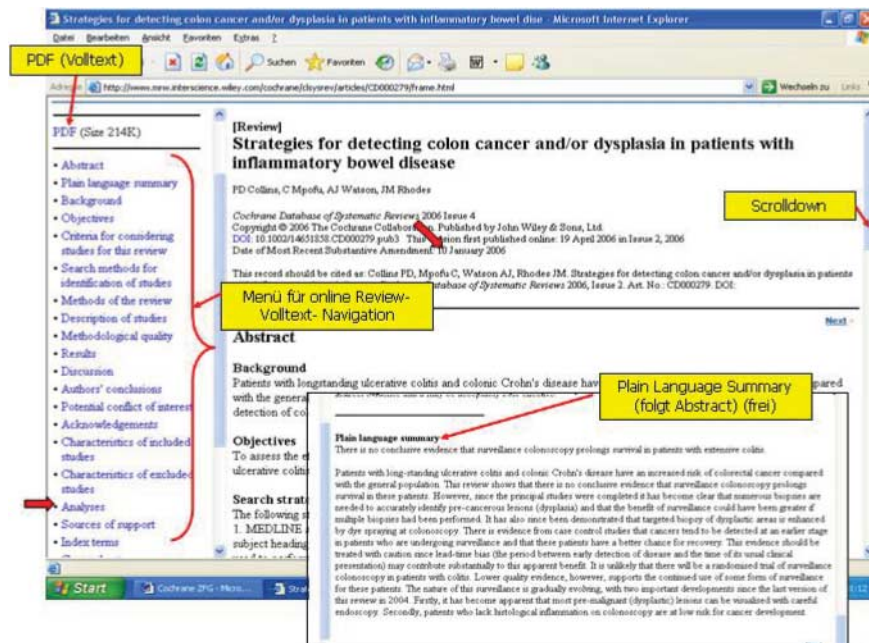 Strategies for detecting colon cancer and/or dysplasia in patients with inflammatory bowel dise - Microsoft Internet Explorer
Datei Bearbeiten Ansicht Favoriten Extras ?
PDF (Volltext)
Suchen Favoriten
http://www.mrw.interscience.wiley.com/cochrane/clsysrev/articles/CD000279/frame.html
Wechseln zu Links
PDF (Size 214K)
• Abstract
• Plain language summary
• Background
• Objectives
• Criteria for considering
studies for this review
• Search methods for
identification of studies
• Methods of the review
• Description of studies
• Methodological quality
• Results
• Discussion
• Authors' conclusions
• Potential conflict of interest
• Acknowledgements
• Characteristics of included
studies
• Characteristics of excluded
studies
• Analyses
• Sources of support
• Index terms
[Review]
Strategies for detecting colon cancer and/or dysplasia in patients with
inflammatory bowel disease
PD Collins, C Mpofu, AJ Watson, JM Rhodes
Cochrane Database of Systematic Reviews 2006 Issue 4
Copyright © 2006 The Cochrane Collaboration. Published by John Wiley & Sons, Ltd.
DOI: 10.1002/14651858.CD000279.pub3 This version first published online: 19 April 2006 in Issue 2, 2006
Date of Most Recent Substantive Amendment: 10 January 2006
This record should be cited as: Collins PD, Mpofu C, Watson AJ, Rhodes JM. Strategies for detecting colon cancer and/or dysplasia in patients
Database of Systematic Reviews 2006, Issue 2. Art. No.: CD000279. DOI:
Scrolldown
Menü für online Review-
Volltext- Navigation
Next
Abstract
Background
Patients with longstanding ulcerative colitis and colonic Crohn's disease have
with the general
detection of
Objectives
To assess the
ulcerative
Search
The following
1. MEDLINE
subject heading
Plain Language Summary
(folgt Abstract) (frei)
Plain language summary
There is no conclusive evidence that surveillance colonoscopy prolongs survival in patients with extensive colitis.
Patients with long-standing ulcerative colitis and colonic Crohn's disease have an increased risk of colorectal cancer compared
with the general population. This review shows that there is no conclusive evidence that surveillance colonoscopy prolongs
survival in these patients. However, since the principal studies were completed it has become clear that numerous biopsies are
needed to accurately identify pre-cancerous lesions (dysplasia) and that the benefit of surveillance could have been greater if
multiple biopsies had been performed. It has also since been demonstrated that targeted biopsy of dysplastic areas is enhanced
by dye spraying at colonoscopy. There is evidence from case control studies that cancers tend to be detected at an earlier stage
in patients who are undergoing surveillance and that these patients have a better chance for recovery. This evidence should be
treated with caution since lead-time bias (the period between early detection of disease and the time of its usual clinical
presentation) may contribute substantially to this apparent benefit. It is unlikely that there will be a randomised trial of surveillance
colonoscopy in patients with colitis. Lower quality evidence, however, supports the continued use of some form of surveillance
for these patients. The nature of this surveillance is gradually evolving, with two important developments since the last version of
this review in 2004. Firstly, it has become apparent that most pre-malignant (dysplastic) lesions can be visualised with careful
endoscopy. Secondly, patients who lack histological inflammation on colonoscopy are at low risk for cancer development.
Start Cochrane ZFG - Micro...